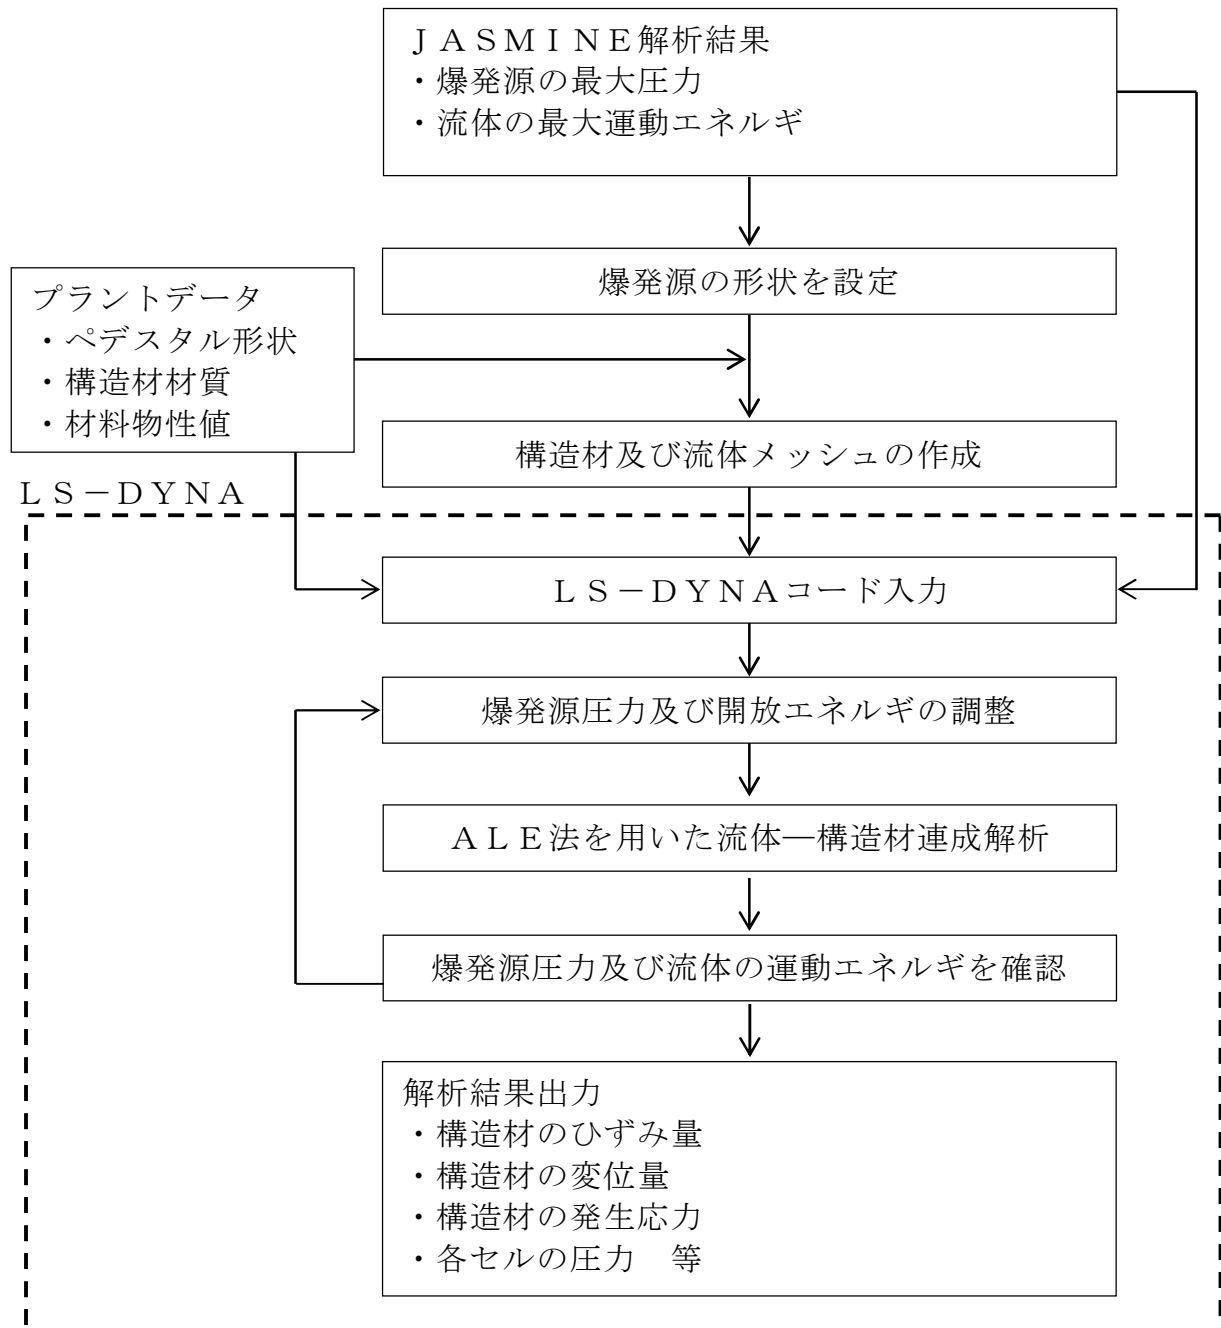 ＪＡＳＭＩＮＥ解析結果
・爆発源の最大圧力
・流体の最大運動エネルギ
爆発源の形状を設定
プラントデータ
・ペデスタル形状
・構造材材質
・材料物性値
構造材及び流体メッシュの作成
ＬＳ－ＤＹＮＡ
ＬＳ－ＤＹＮＡコード入力
爆発源圧力及び開放エネルギの調整
ＡＬＥ法を用いた流体―構造材連成解析
爆発源圧力及び流体の運動エネルギを確認
解析結果出力
・構造材のひずみ量
・構造材の変位量
・構造材の発生応力
・各セルの圧力　等